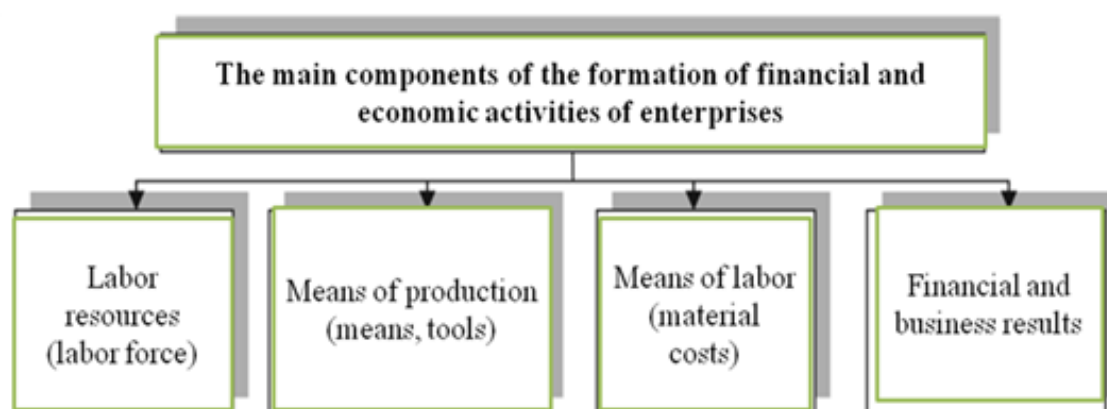 The main components of the formation of financial and
economic activities of enterprises
Labor
resources
(labor force)
Means of production
(means, tools)
Means of labor
(material
costs)
Financial and
business results